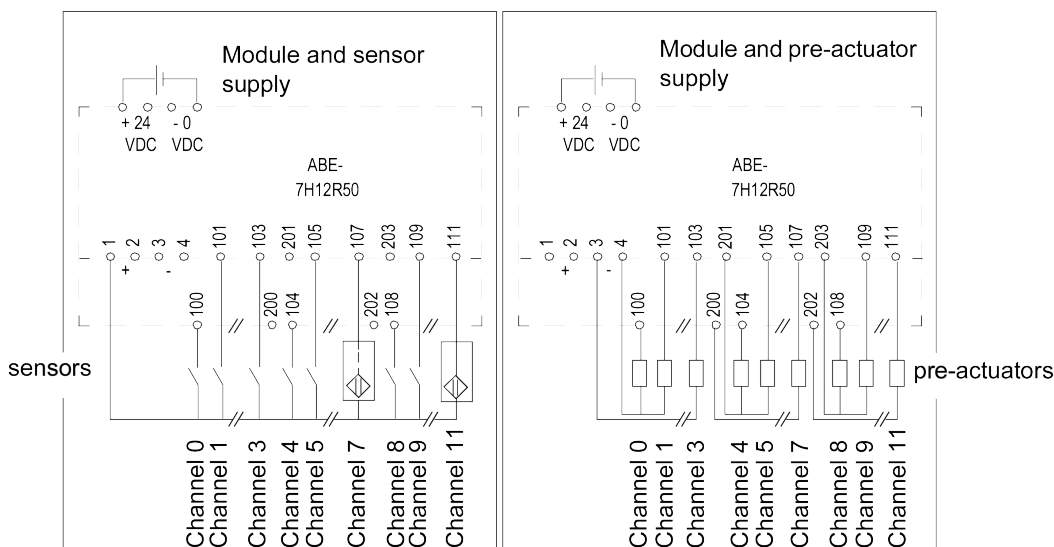 Module and sensor
supply
+ 24 - 0
VDC VDC
ABE-
7H12R50
1 2 3 4 101 103 201 105 107 203 109 111
+ -
100 200 104 202 108
sensors
Channel 0
Channel 1
Channel 3
Channel 4
Channel 5
Channel 7
Channel 8
Channel 9
Channel 11
Module and pre-actuator
supply
+ 24 - 0
VDC VDC
ABE-
7H12R50
1 2 3 4 101 103 201 105 107 203 109 111
+ -
100 200 104 202 108
pre-actuators
Channel 0
Channel 1
Channel 3
Channel 4
Channel 5
Channel 7
Channel 8
Channel 9
Channel 11